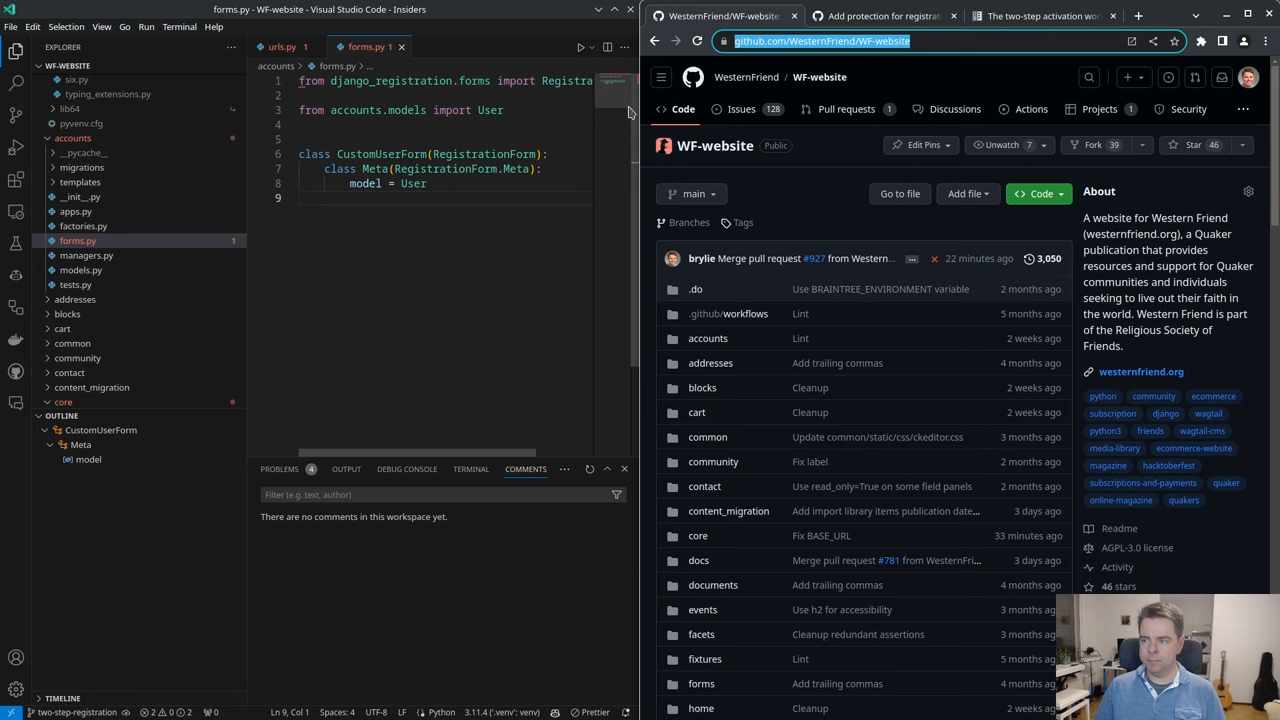 forms.py - WF-website - Visual Studio Code - Insiders
File Edit Selection View Go Run Terminal
EXPLORER
WF-WEBSITE
six.py
typing_extensions.py
lib64
pyvenv.cfg
accounts
__pycache__
migrations
templates
__init__.py
apps.py
factories.py
forms.py 1
managers.py
models.py
tests.py
addresses
blocks
cart
common
community
contact
content_migration
core
OUTLINE
CustomUserForm
Meta
model
TIMELINE
urls.py 1
forms.py 1
accounts > forms.py > ...
1 from django_registration.forms import Registra
2
3 from accounts.models import User
4
5
6 class CustomUserForm(RegistrationForm):
7 class Meta(RegistrationForm.Meta):
8 model = User
9
PROBLEMS 4 OUTPUT DEBUG CONSOLE TERMINAL COMMENTS
Filter (e.g. text, author)
There are no comments in this workspace yet.
two-step-registration 2 0 2 0 Ln 9, Col 1 Spaces: 4 UTF-8 LF Python 3.11.4 ('.venv': venv) Prettier
WesternFriend/WF-website:
Add protection for registrat
The two-step activation wor
github.com/WesternFriend/WF-website
WesternFriend / WF-website
Code Issues 128 Pull requests 1 Discussions Actions Projects 1 Security
WF-website Public
Edit Pins Unwatch 7 Fork 39 Star 46
main Go to file Add file Code
Branches Tags
brylie Merge pull request #927 from Western... 22 minutes ago 3,050
.do Use BRAINTREE_ENVIRONMENT variable 2 months ago
.github/workflows Lint 5 months ago
accounts Lint 2 weeks ago
addresses Add trailing commas 4 months ago
blocks Cleanup 2 weeks ago
cart Cleanup 2 weeks ago
common Update common/static/css/ckeditor.css 3 months ago
community Fix label 2 months ago
contact Use read_only=True on some field panels 2 months ago
content_migration Add import library items publication date... 3 days ago
core Fix BASE_URL 33 minutes ago
docs Merge pull request #781 from WesternFri... 3 days ago
documents Add trailing commas 4 months ago
events Use h2 for accessibility 3 months ago
facets Cleanup redundant assertions 3 months ago
fixtures Lint 5 months ago
forms Add trailing commas 4 months ago
home Cleanup
About
A website for Western Friend
(westernfriend.org), a Quaker
publication that provides
resources and support for Quaker
communities and individuals
seeking to live out their faith in
the world. Western Friend is part
of the Religious Society of
Friends.
westernfriend.org
python community ecommerce
subscription django wagtail
python3 friends wagtail-cms
media-library ecommerce-website
magazine hacktoberfest
subscriptions-and-payments quaker
online-magazine quakers
Readme
AGPL-3.0 license
Activity
46 stars